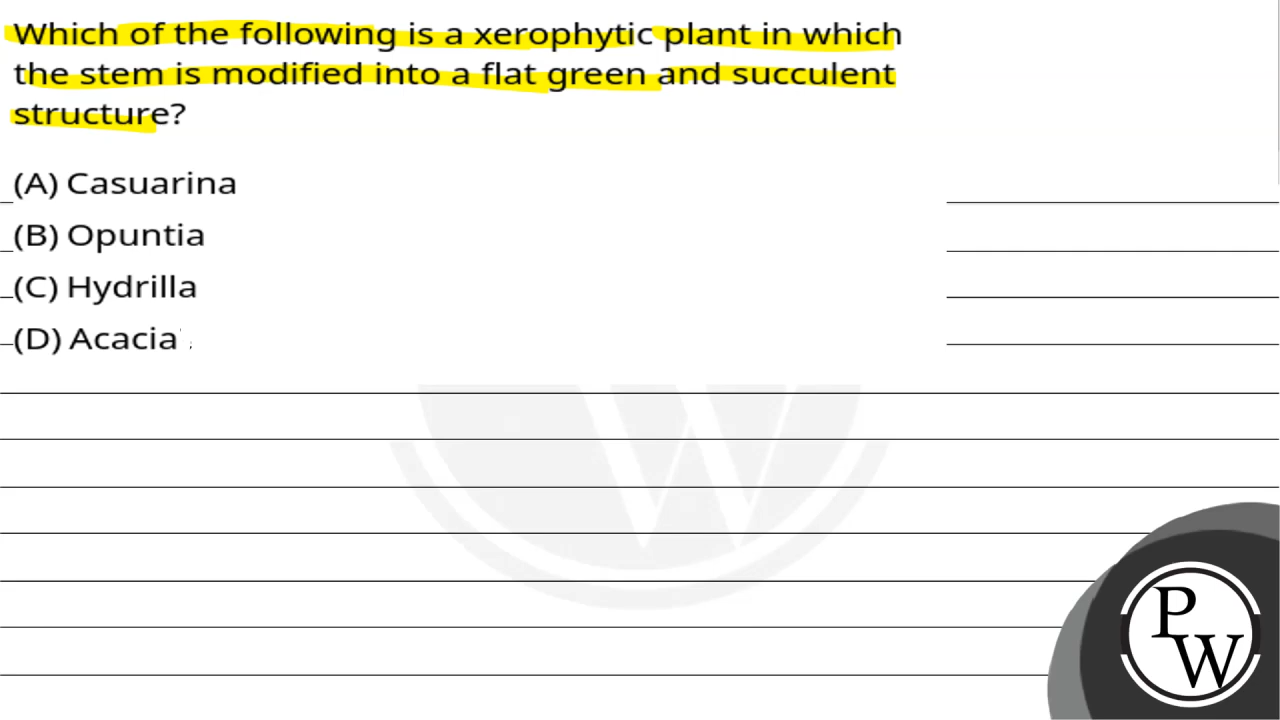 Which of the following is a xerophytic plant in which
the stem is modified into a flat green and succulent
structure?
(A) Casuarina
(B) Opuntia
(C) Hydrilla
(D) Acacia
PW